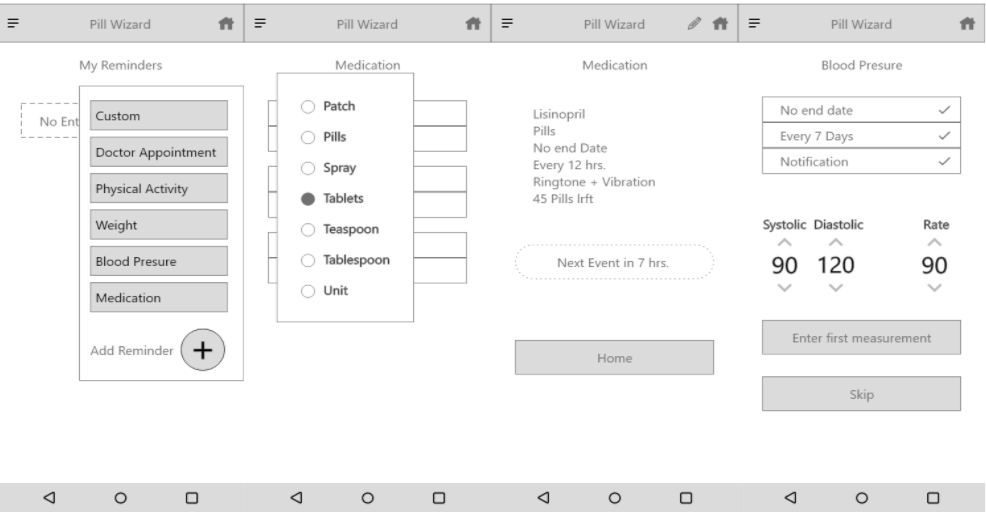 Pill Wizard
My Reminders
No Ent
Custom
Doctor Appointment
Physical Activity
Weight
Blood Presure
Medication
Add Reminder
Pill Wizard
Medication
Patch
Pills
Spray
Tablets
Teaspoon
Tablespoon
Unit
Pill Wizard
Medication
Lisinopril
Pills
No end Date
Every 12 hrs.
Ringtone + Vibration
45 Pills lrft
Next Event in 7 hrs.
Home
Pill Wizard
Blood Presure
No end date
Every 7 Days
Notification
Systolic Diastolic Rate
90 120 90
Enter first measurement
Skip